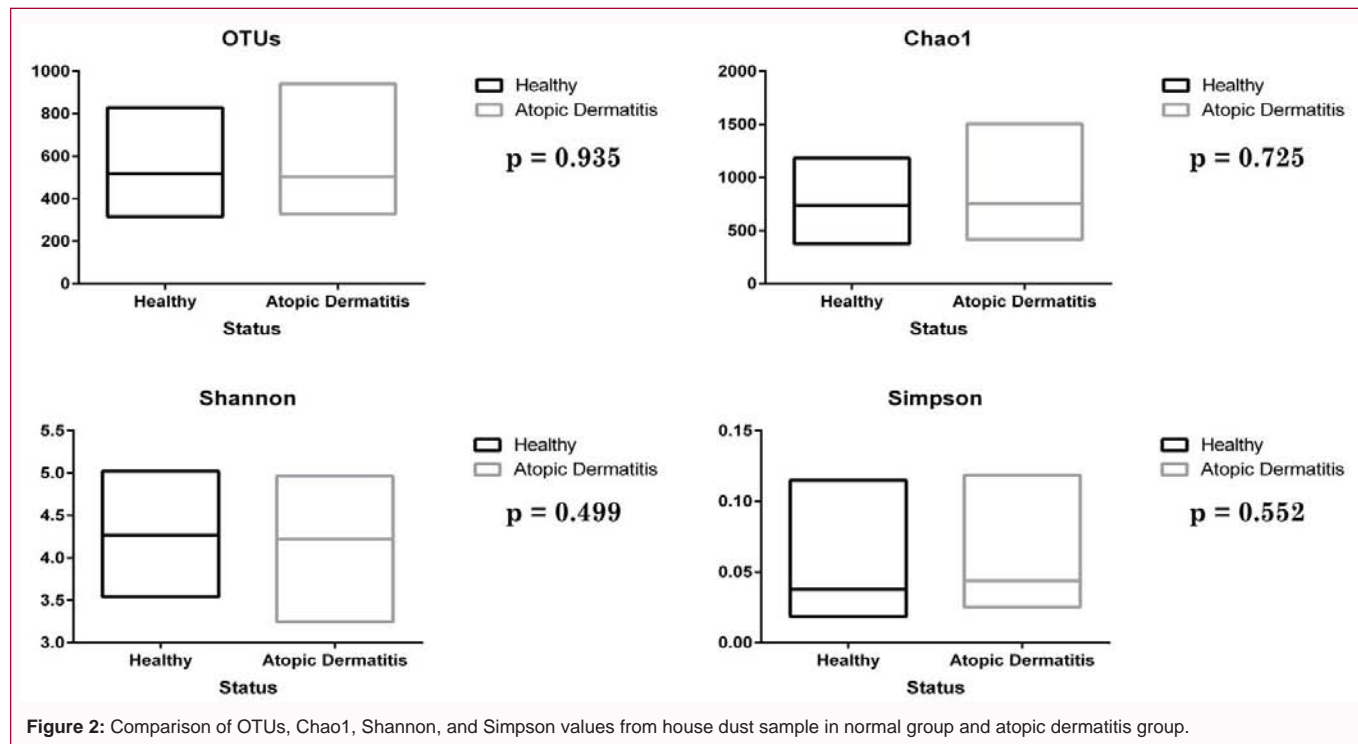 OTUs
1000
800
600
400
200
0
Healthy
Atopic Dermatitis
Status
Healthy
Atopic Dermatitis
p = 0.935
Chao1
2000
1500
1000
500
0
Healthy
Atopic Dermatitis
Status
Healthy
Atopic Dermatitis
p = 0.725
Shannon
5.5
5.0
4.5
4.0
3.5
3.0
Healthy
Atopic Dermatitis
Status
Healthy
Atopic Dermatitis
p = 0.499
Simpson
0.15
0.10
0.05
0.00
Healthy
Atopic Dermatitis
Status
Healthy
Atopic Dermatitis
p = 0.552
Figure 2: Comparison of OTUs, Chao1, Shannon, and Simpson values from house dust sample in normal group and atopic dermatitis group.